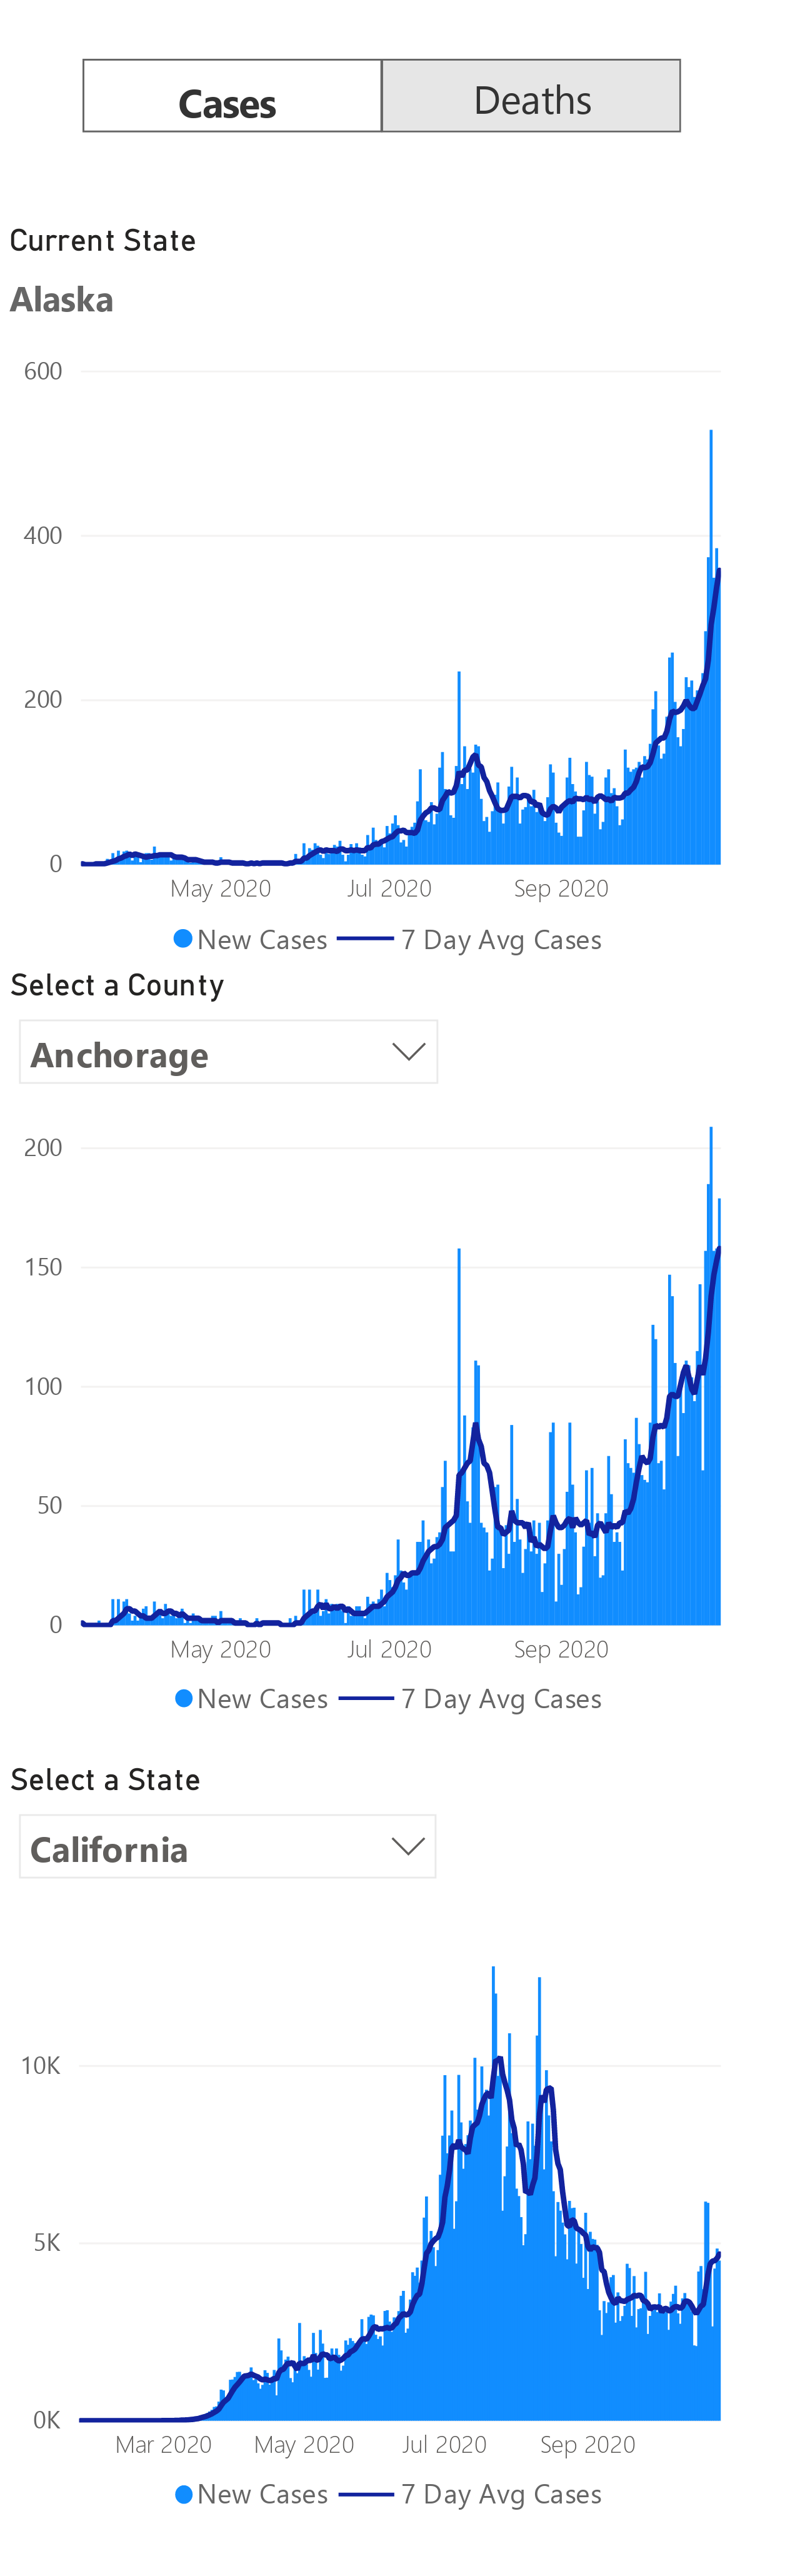 Cases Deaths
Current State
Alaska
600
400
200
0
May 2020 Jul 2020 Sep 2020
New Cases 7 Day Avg Cases
Select a County
Anchorage
200
150
100
50
0
May 2020 Jul 2020 Sep 2020
New Cases 7 Day Avg Cases
Select a State
California
10K
5K
0K
Mar 2020 May 2020 Jul 2020 Sep 2020
New Cases 7 Day Avg Cases